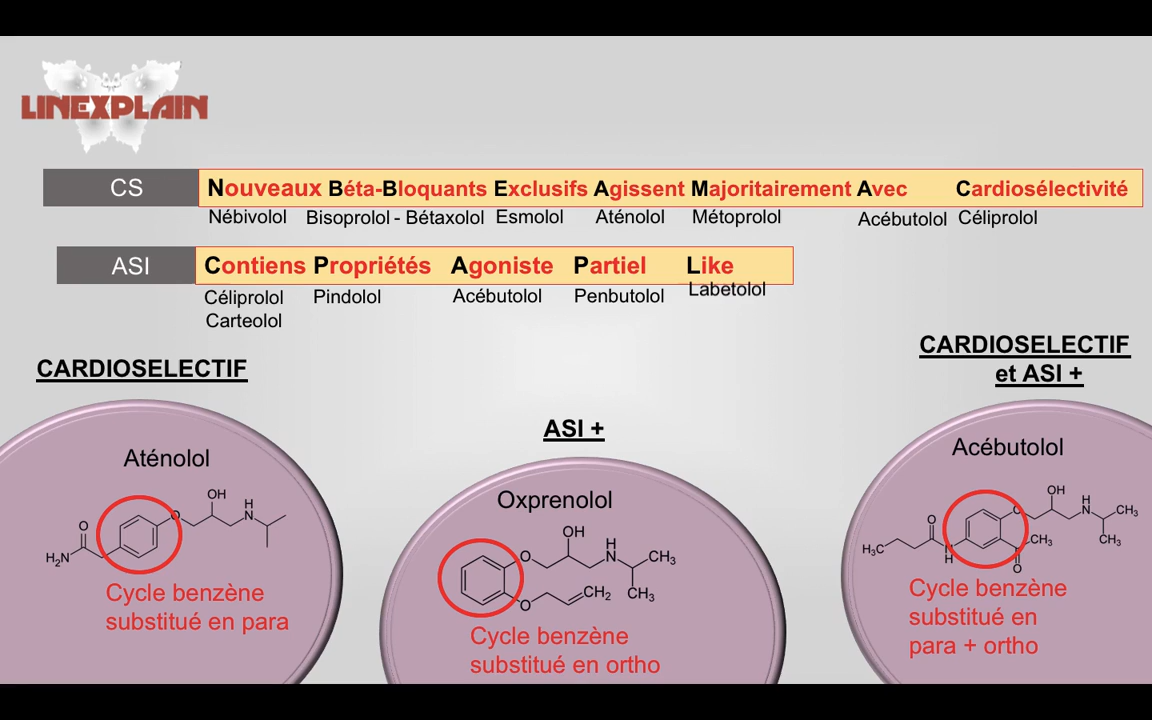 LINEXPLAIN
CS
Nouveaux Béta-Bloquants Exclusifs Agissent Majoritairement Avec Cardiosélectivité
Nébivolol Bisoprolol - Bétaxolol Esmolol Aténolol Métoprolol Acébutolol Céliprolol
ASI
Contiens Propriétés Agoniste Partiel Like
Céliprolol Pindolol Acébutolol Penbutolol Labetolol
Carteolol
CARDIOSELECTIF
Aténolol
OH
H
O
O
N
H₂N
Cycle benzène
substitué en para
ASI +
Oxprenolol
OH
H
O
N
CH₃
CH₂
CH₃
O
Cycle benzène
substitué en ortho
CARDIOSELECTIF
et ASI +
Acébutolol
OH
H
O
O
N
CH₃
H₃C
N
H
CH₃
CH₃
O
Cycle benzène
substitué en
para + ortho